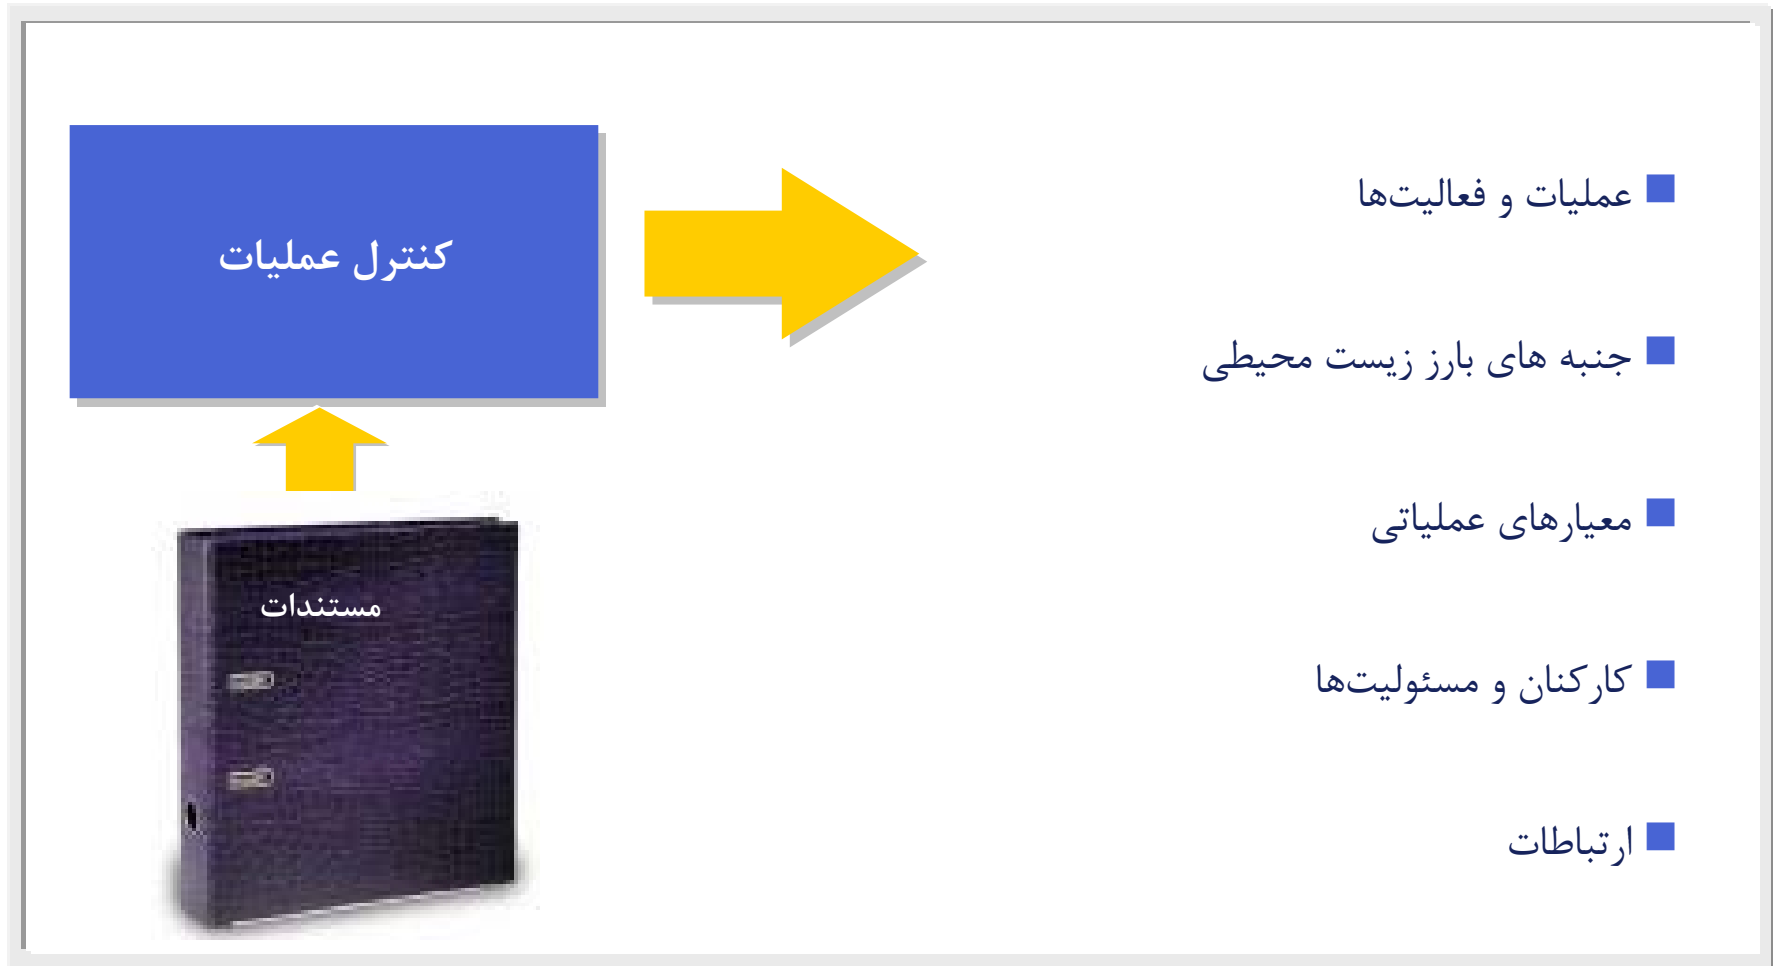 عملیات و فعالیت‌ها
جنبه های بارز زیست محیطی
معیارهای عملیاتی
کارکنان و مسئولیت‌ها
ارتباطات
کنترل عملیات
مستندات